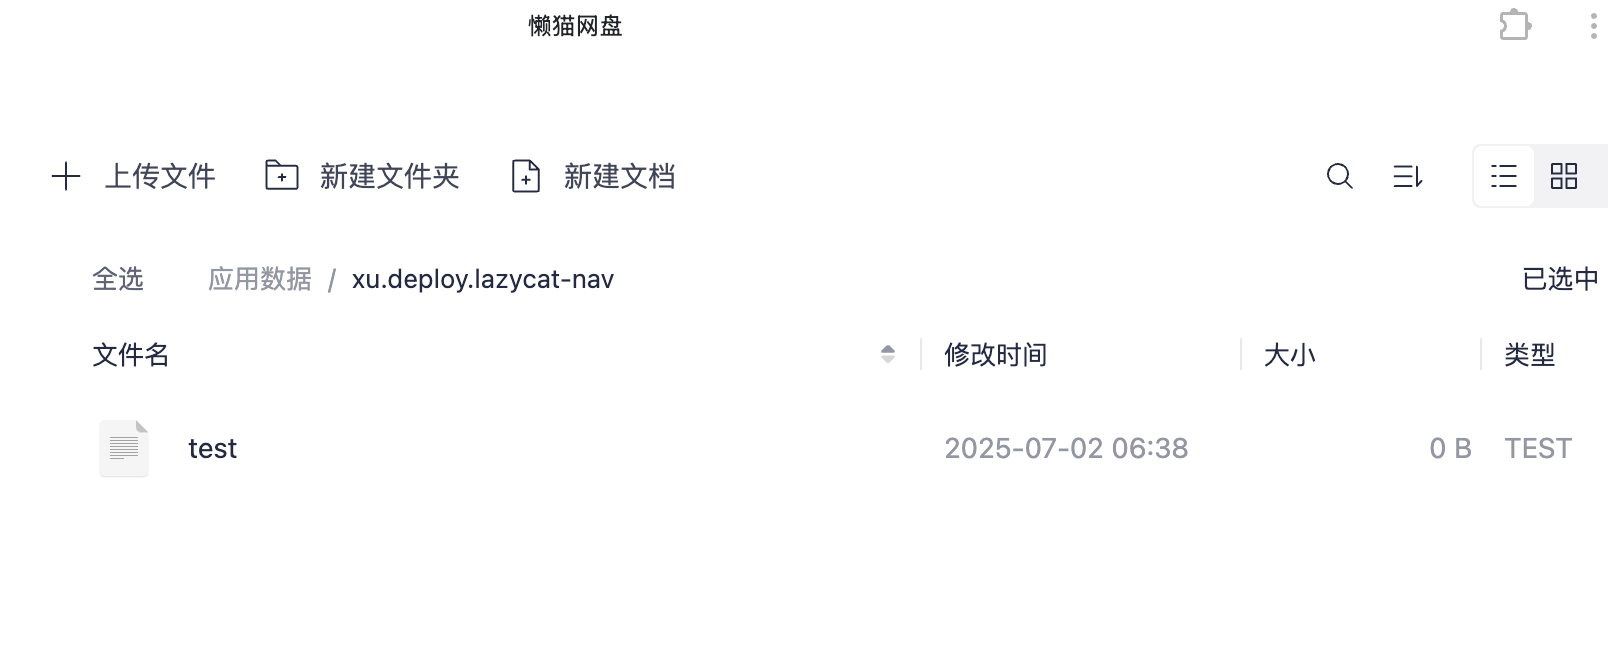 懒猫网盘
上传文件 新建文件夹 新建文档
全选 应用数据 / xu.deploy.lazycat-nav 已选中
文件名 修改时间 大小 类型
test 2025-07-02 06:38 0 B TEST